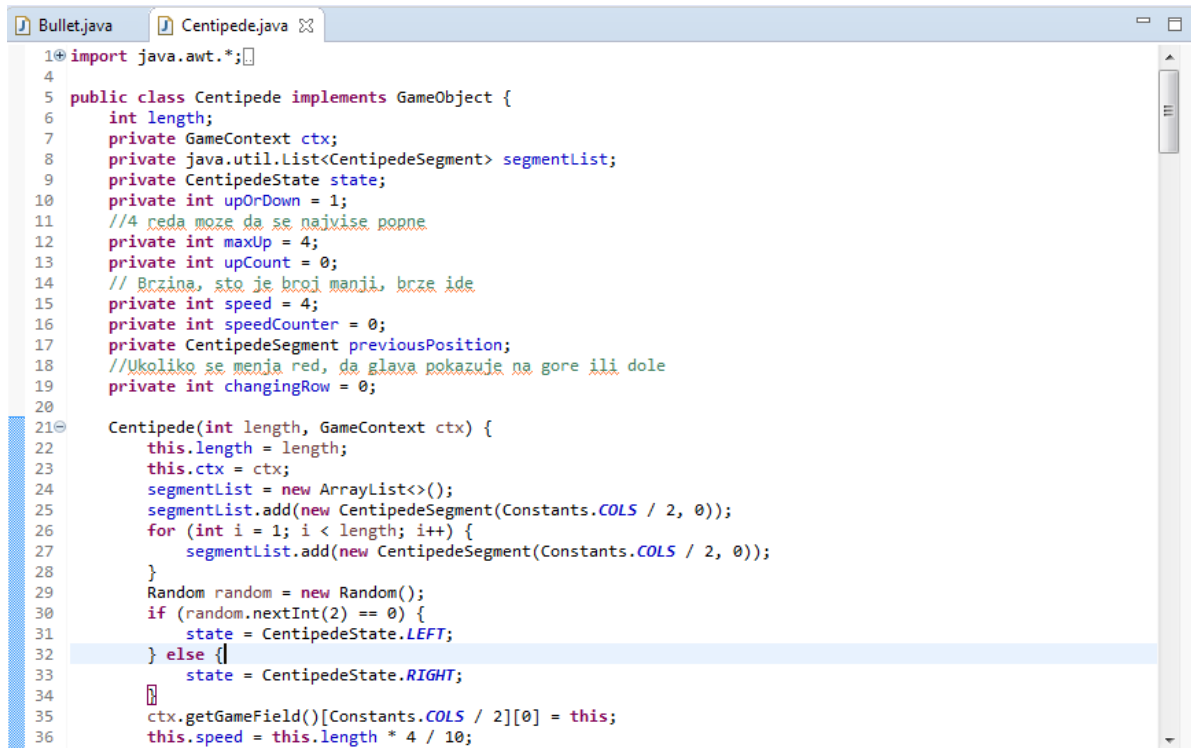 Bullet.java Centipede.java
1 import java.awt.*;
4
5 public class Centipede implements GameObject {
6 int length;
7 private GameContext ctx;
8 private java.util.List<CentipedeSegment> segmentList;
9 private CentipedeState state;
10 private int upOrDown = 1;
11 //4 reda moze da se najvise popne
12 private int maxUp = 4;
13 private int upCount = 0;
14 // Brzina, sto je broj manji, brze ide
15 private int speed = 4;
16 private int speedCounter = 0;
17 private CentipedeSegment previousPosition;
18 //Ukoliko se menja red, da glava pokazuje na gore ili dole
19 private int changingRow = 0;
20
21 Centipede(int length, GameContext ctx) {
22 this.length = length;
23 this.ctx = ctx;
24 segmentList = new ArrayList<>();
25 segmentList.add(new CentipedeSegment(Constants.COLS / 2, 0));
26 for (int i = 1; i < length; i++) {
27 segmentList.add(new CentipedeSegment(Constants.COLS / 2, 0));
28 }
29 Random random = new Random();
30 if (random.nextInt(2) == 0) {
31 state = CentipedeState.LEFT;
32 } else {
33 state = CentipedeState.RIGHT;
34 }
35 ctx.getGameField()[Constants.COLS / 2][0] = this;
36 this.speed = this.length * 4 / 10;